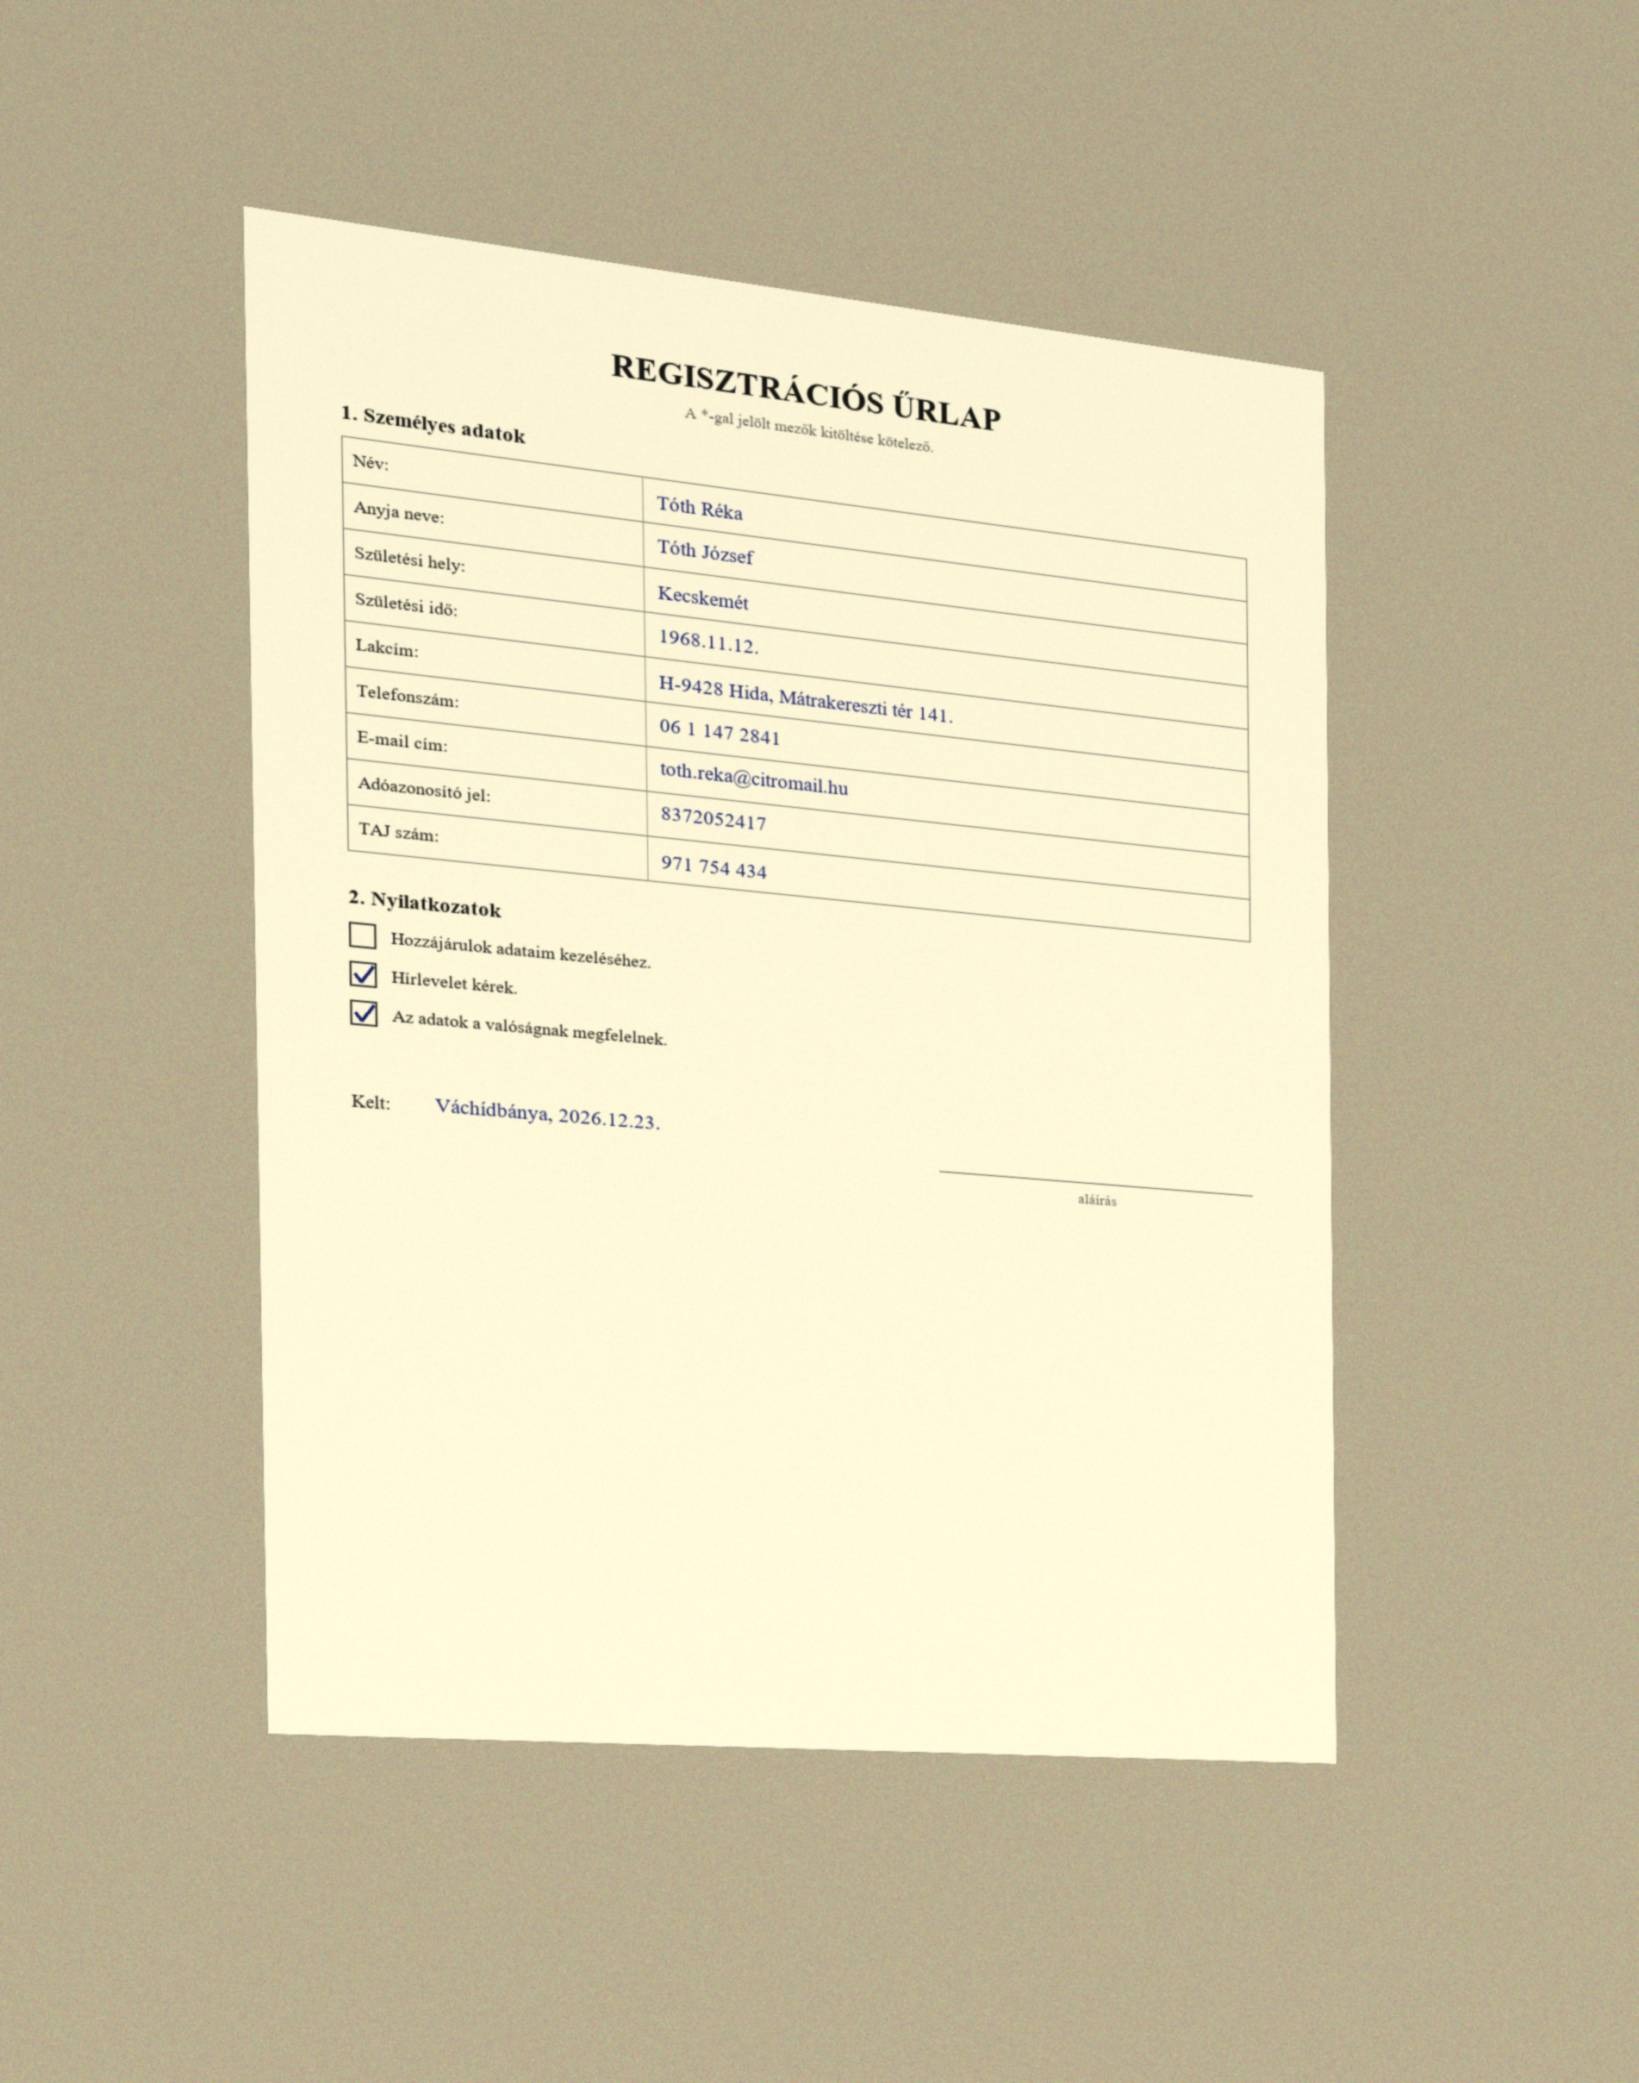 REGISZTRÁCIÓS ŰRLAP
A *-gal jelölt mezők kitöltése kötelező.
1. Személyes adatok
Név: Tóth Réka
Anyja neve: Tóth József
Születési hely: Kecskemét
Születési idő: 1968.11.12.
Lakcím: H-9428 Hida, Mátrakereszti tér 141.
Telefonszám: 06 1 147 2841
E-mail cím: toth.reka@citromail.hu
Adóazonosító jel: 8372052417
TAJ szám: 971 754 434
2. Nyilatkozatok
Hozzájárulok adataim kezeléséhez.
Hírlevelet kérek.
Az adatok a valóságnak megfelelnek.
Kelt: Váchídbánya, 2026.12.23.
aláírás